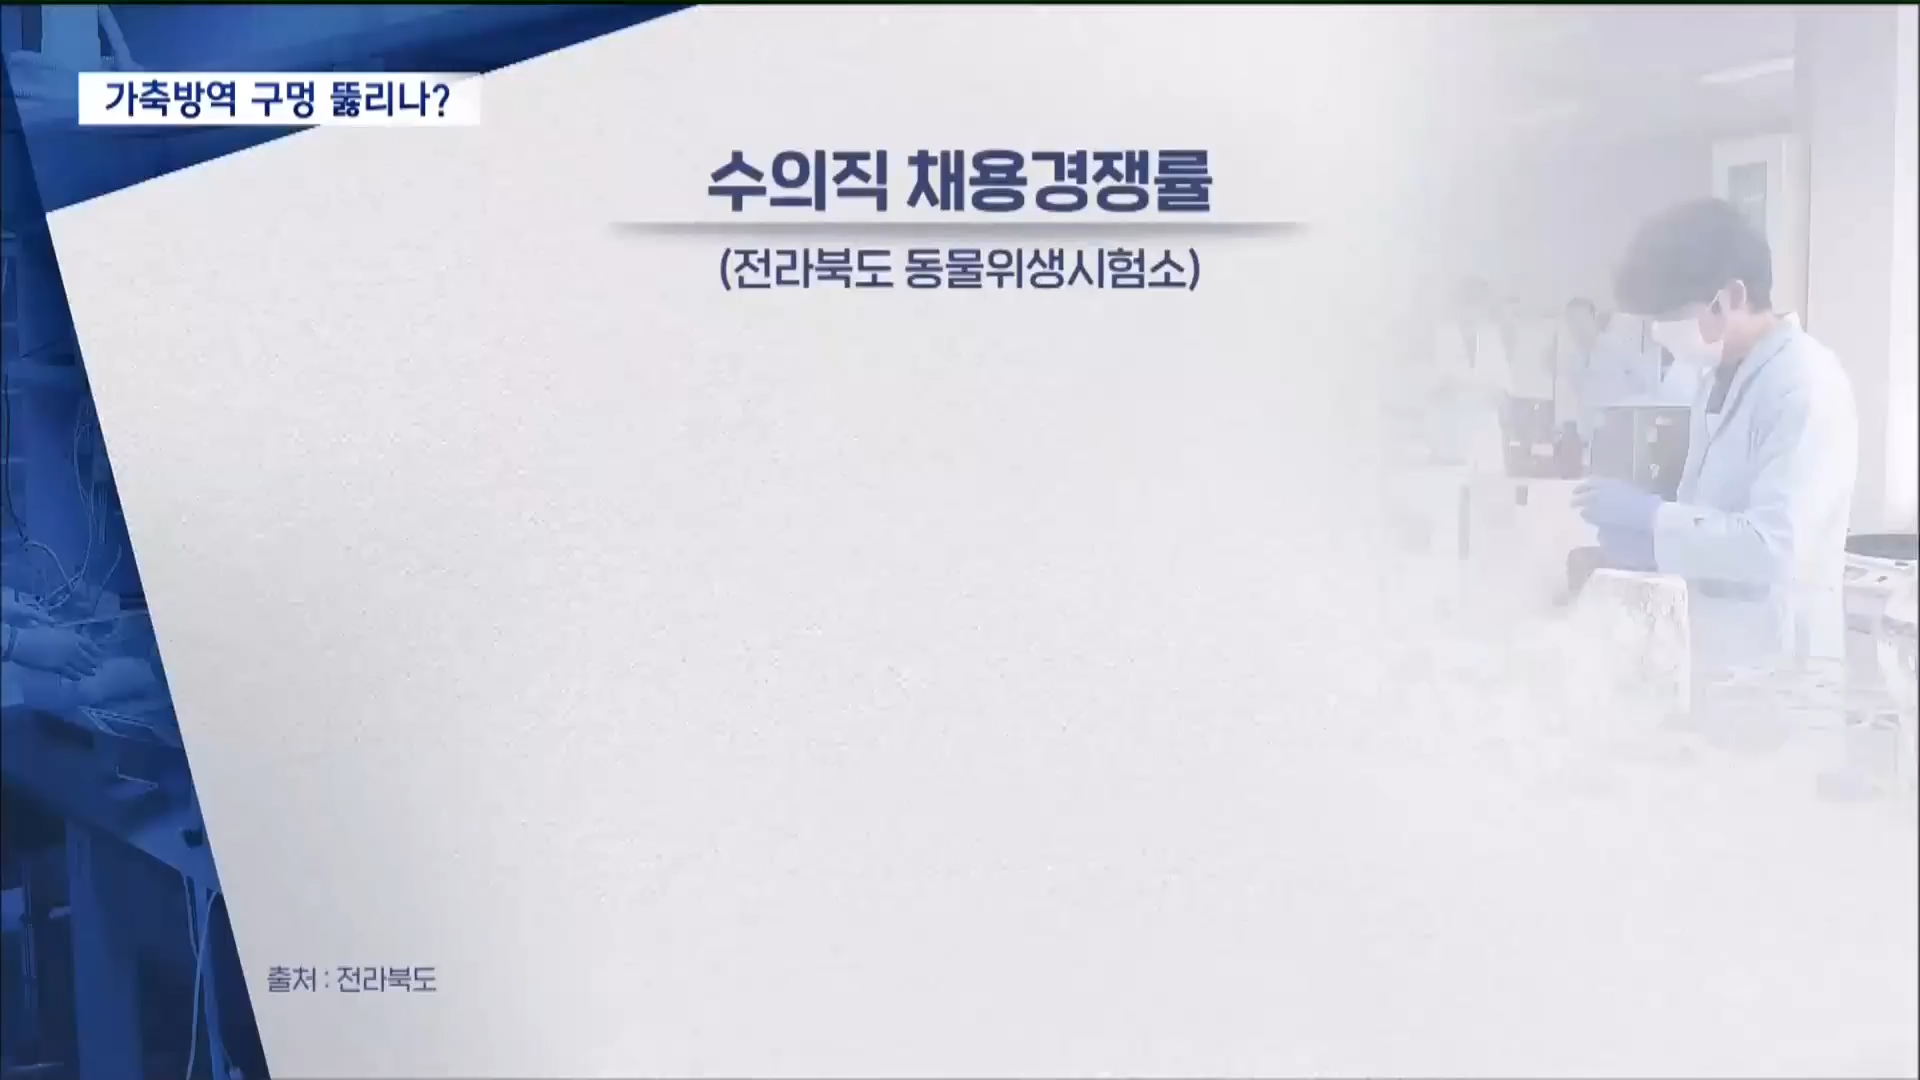 가축방역 구멍 뚫리나?
수의직 채용경쟁률
(전라북도 동물위생시험소)
출처 : 전라북도